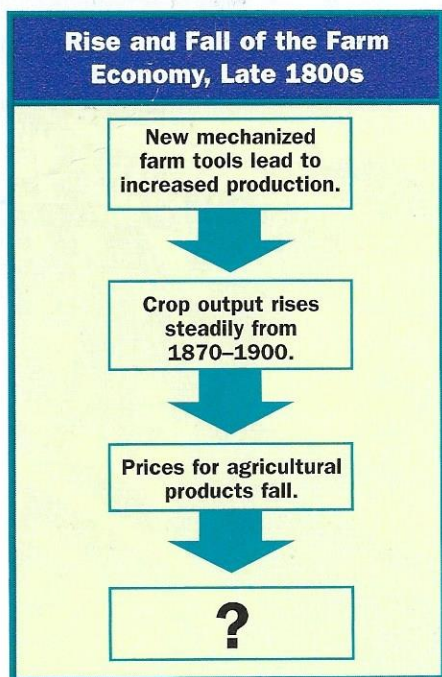 Rise and Fall of the Farm
Economy, Late 1800s
New mechanized
farm tools lead to
increased production.
Crop output rises
steadily from
1870–1900.
Prices for agricultural
products fall.
?